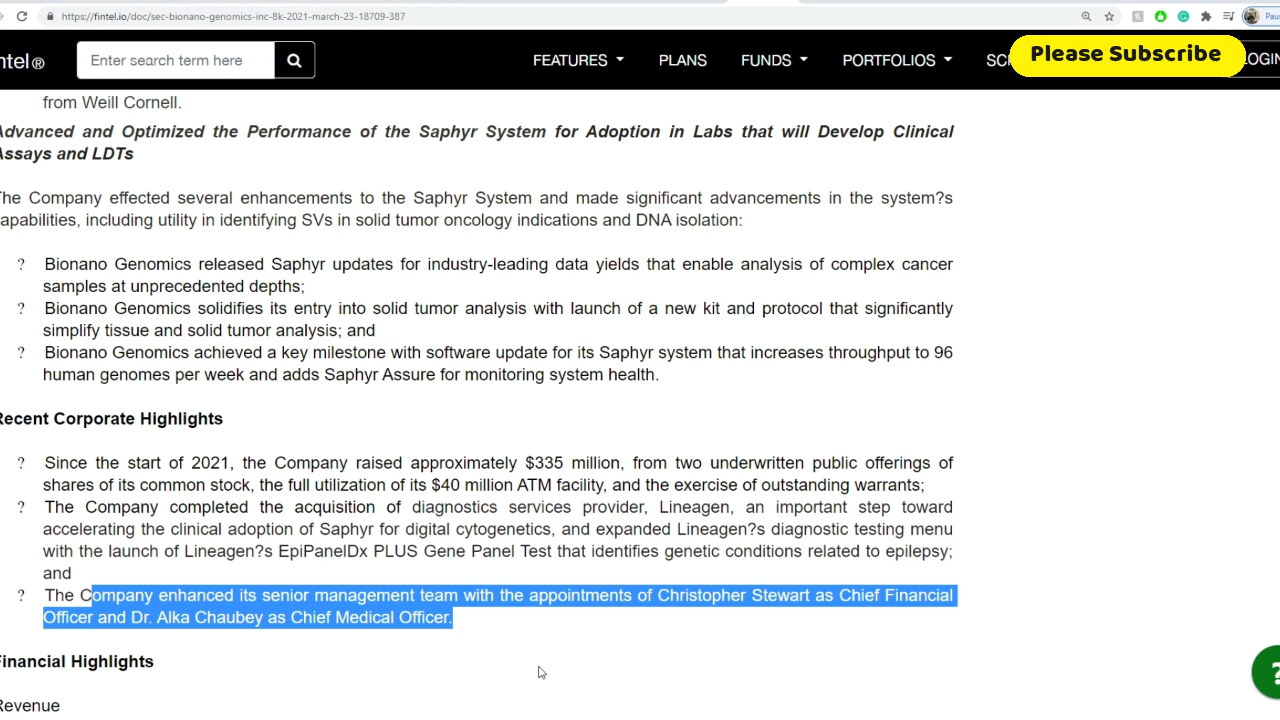 https://fintel.io/doc/sec-bionano-genomics-inc-8k-2021-march-23-18709-387
Paus
ntel®
Enter search term here
FEATURES
PLANS
FUNDS
PORTFOLIOS
SC
Please Subscribe
LOGIN
from Weill Cornell.
Advanced and Optimized the Performance of the Saphyr System for Adoption in Labs that will Develop Clinical
Assays and LDTs
The Company effected several enhancements to the Saphyr System and made significant advancements in the system?s
capabilities, including utility in identifying SVs in solid tumor oncology indications and DNA isolation:
? Bionano Genomics released Saphyr updates for industry-leading data yields that enable analysis of complex cancer
samples at unprecedented depths;
? Bionano Genomics solidifies its entry into solid tumor analysis with launch of a new kit and protocol that significantly
simplify tissue and solid tumor analysis; and
? Bionano Genomics achieved a key milestone with software update for its Saphyr system that increases throughput to 96
human genomes per week and adds Saphyr Assure for monitoring system health.
Recent Corporate Highlights
? Since the start of 2021, the Company raised approximately $335 million, from two underwritten public offerings of
shares of its common stock, the full utilization of its $40 million ATM facility, and the exercise of outstanding warrants;
? The Company completed the acquisition of diagnostics services provider, Lineagen, an important step toward
accelerating the clinical adoption of Saphyr for digital cytogenetics, and expanded Lineagen?s diagnostic testing menu
with the launch of Lineagen?s EpiPanelDx PLUS Gene Panel Test that identifies genetic conditions related to epilepsy;
and
? The Company enhanced its senior management team with the appointments of Christopher Stewart as Chief Financial
Officer and Dr. Alka Chaubey as Chief Medical Officer.
Financial Highlights
Revenue
?